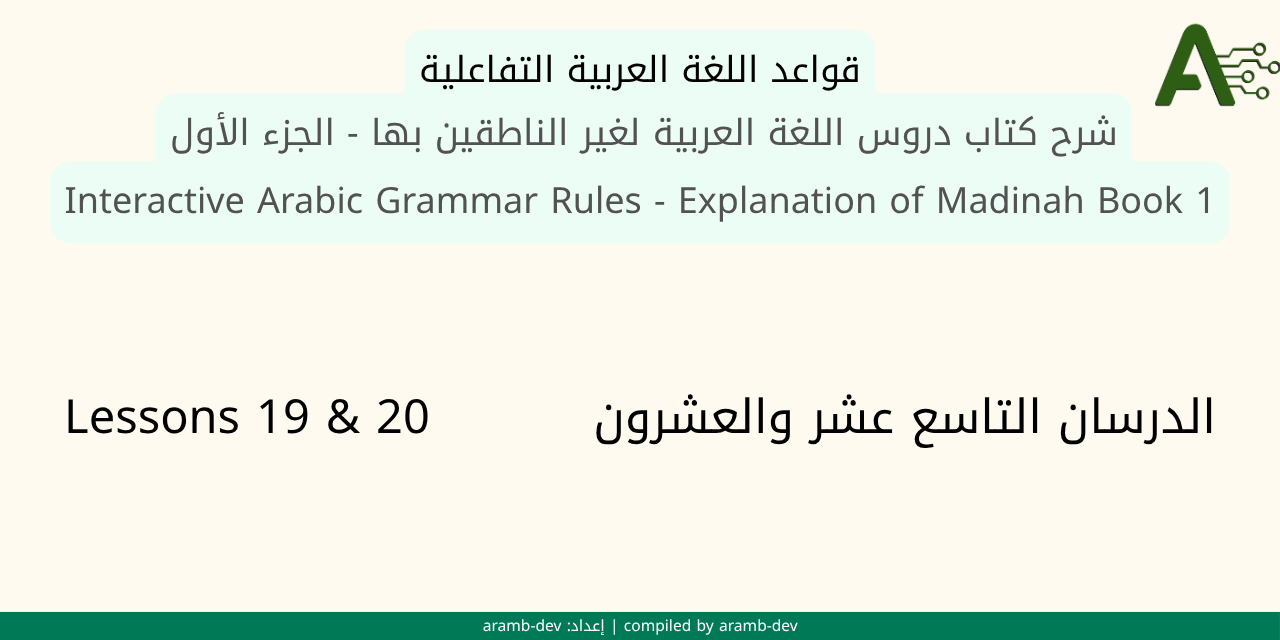 قواعد اللغة العربية التفاعلية
شرح كتاب دروس اللغة العربية لغير الناطقين بها - الجزء الأول
Interactive Arabic Grammar Rules - Explanation of Madinah Book 1
الدرسان التاسع عشر والعشرون
Lessons 19 & 20
aramb-dev :إعداد | compiled by aramb-dev